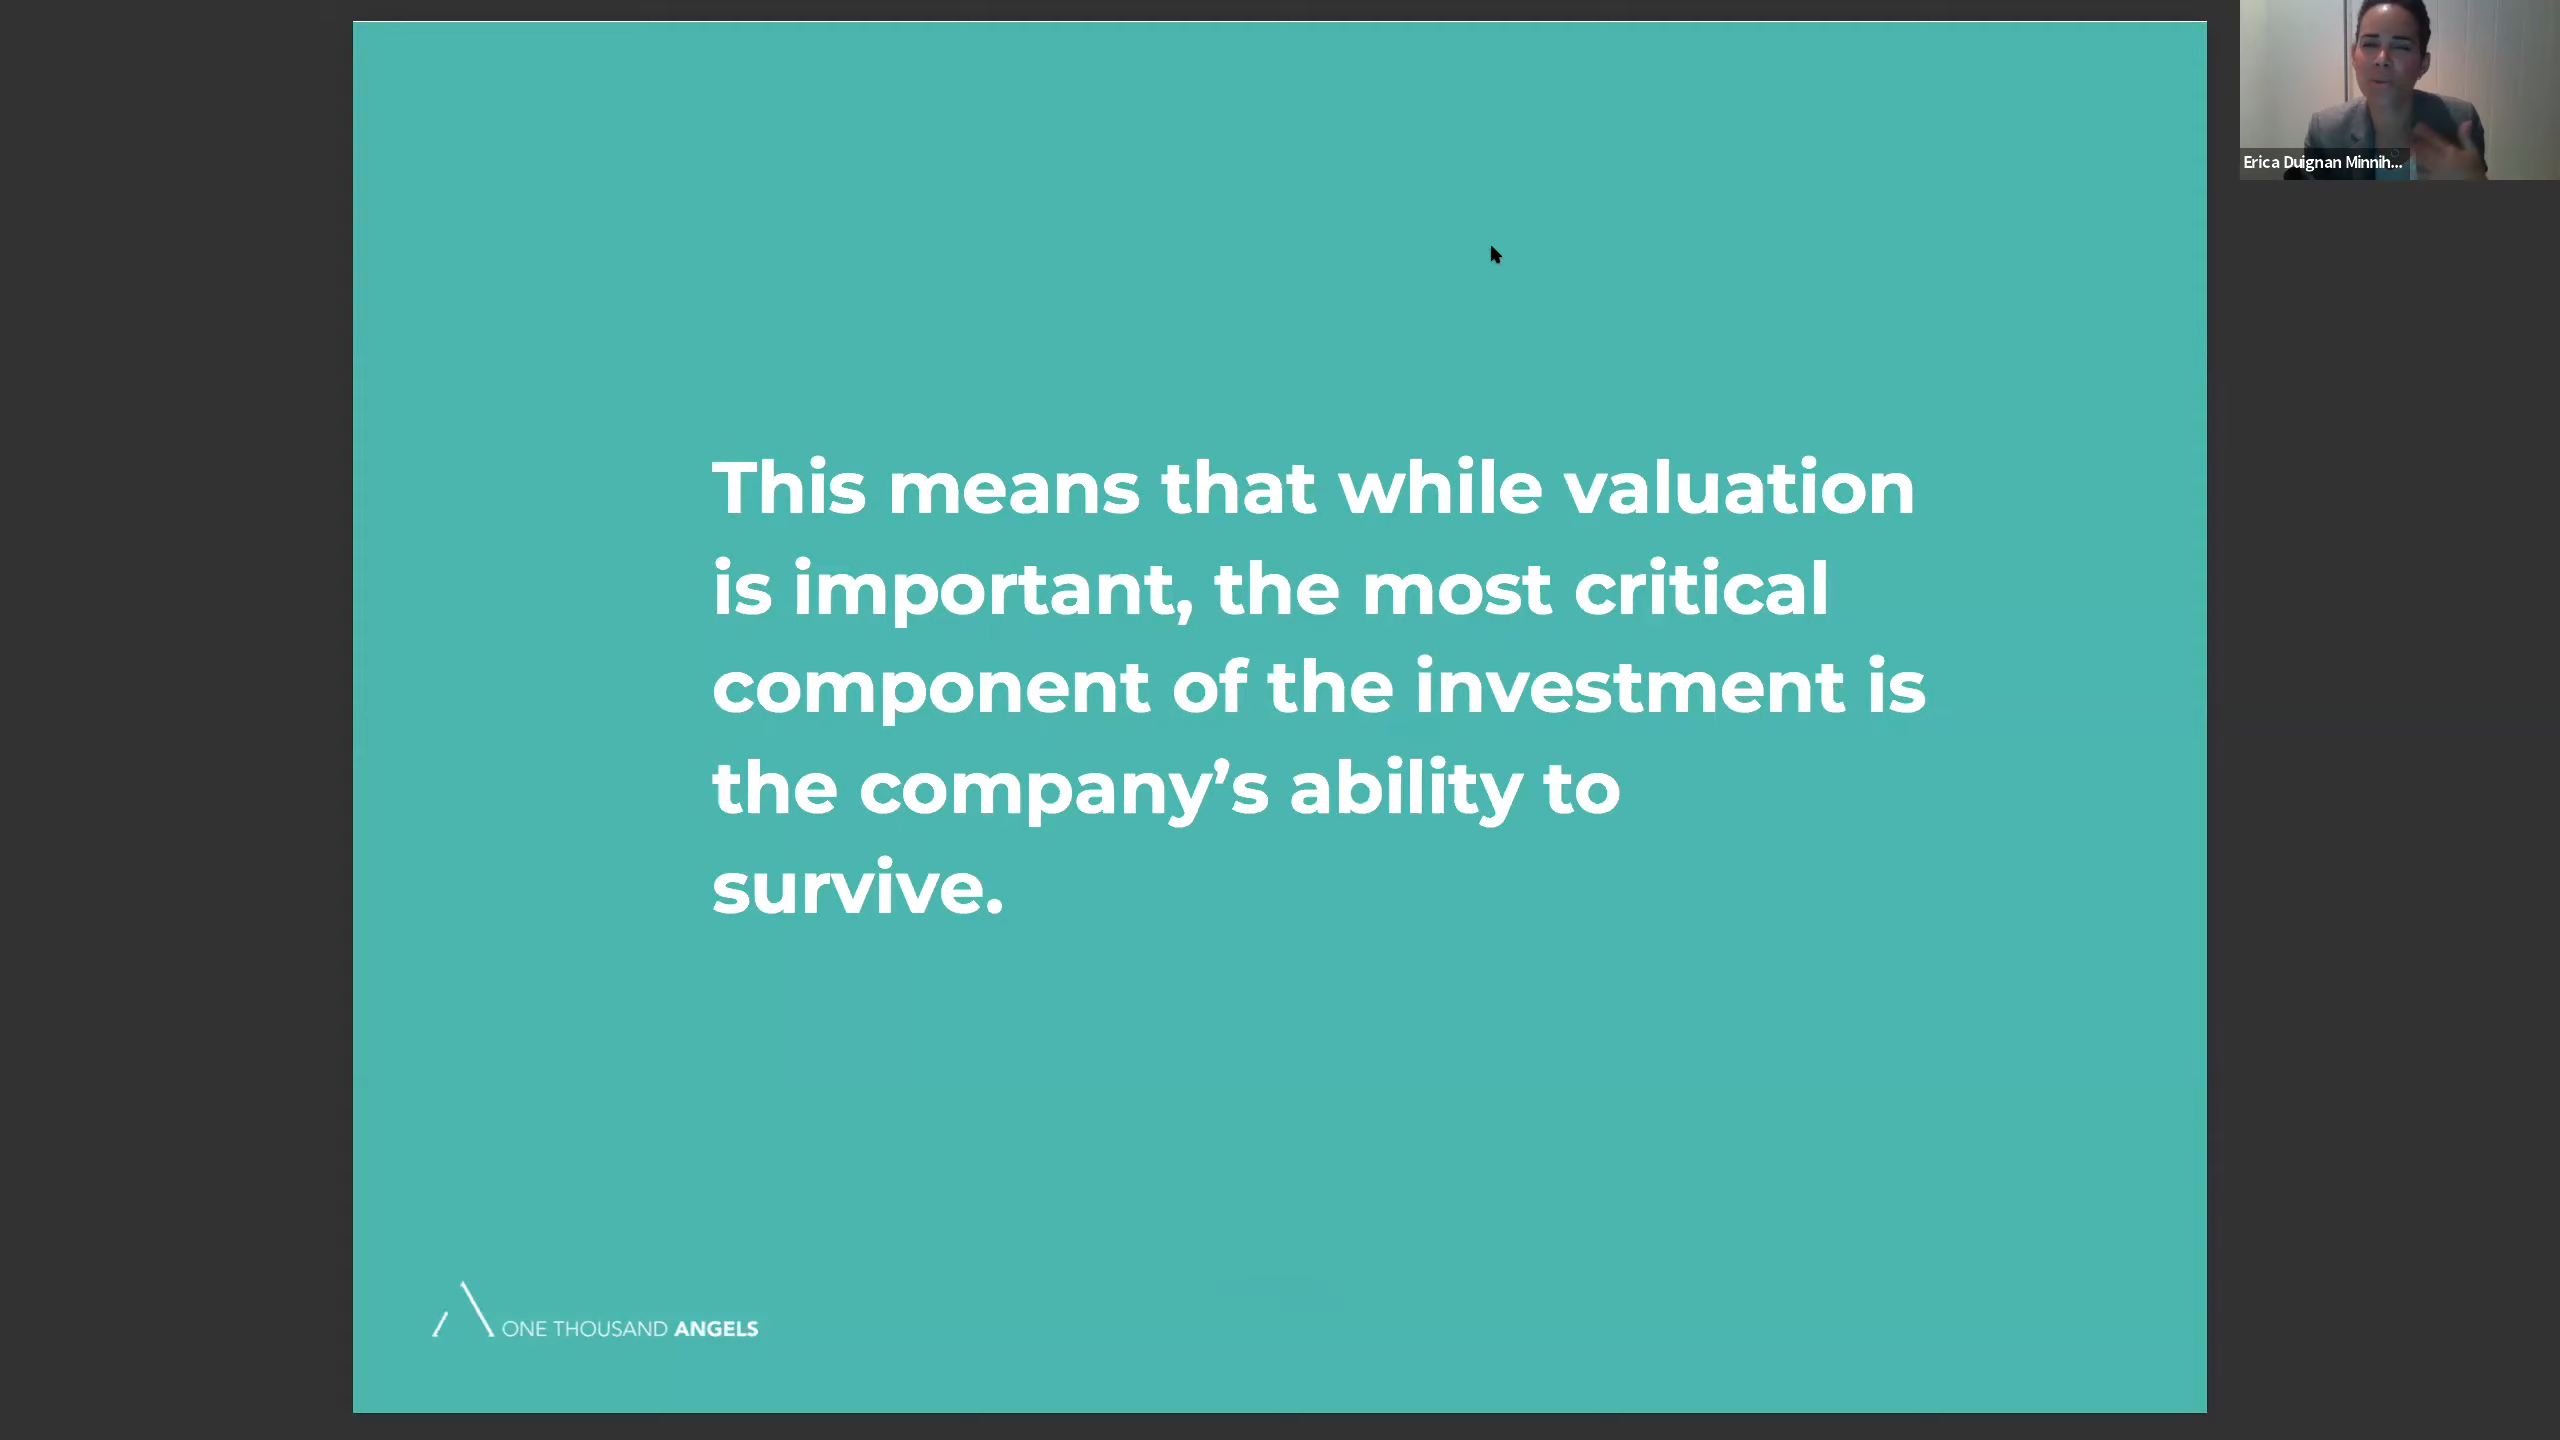 This means that while valuation
is important, the most critical
component of the investment is
the company’s ability to
survive.
ONE THOUSAND ANGELS
Erica Duignan Minnih...